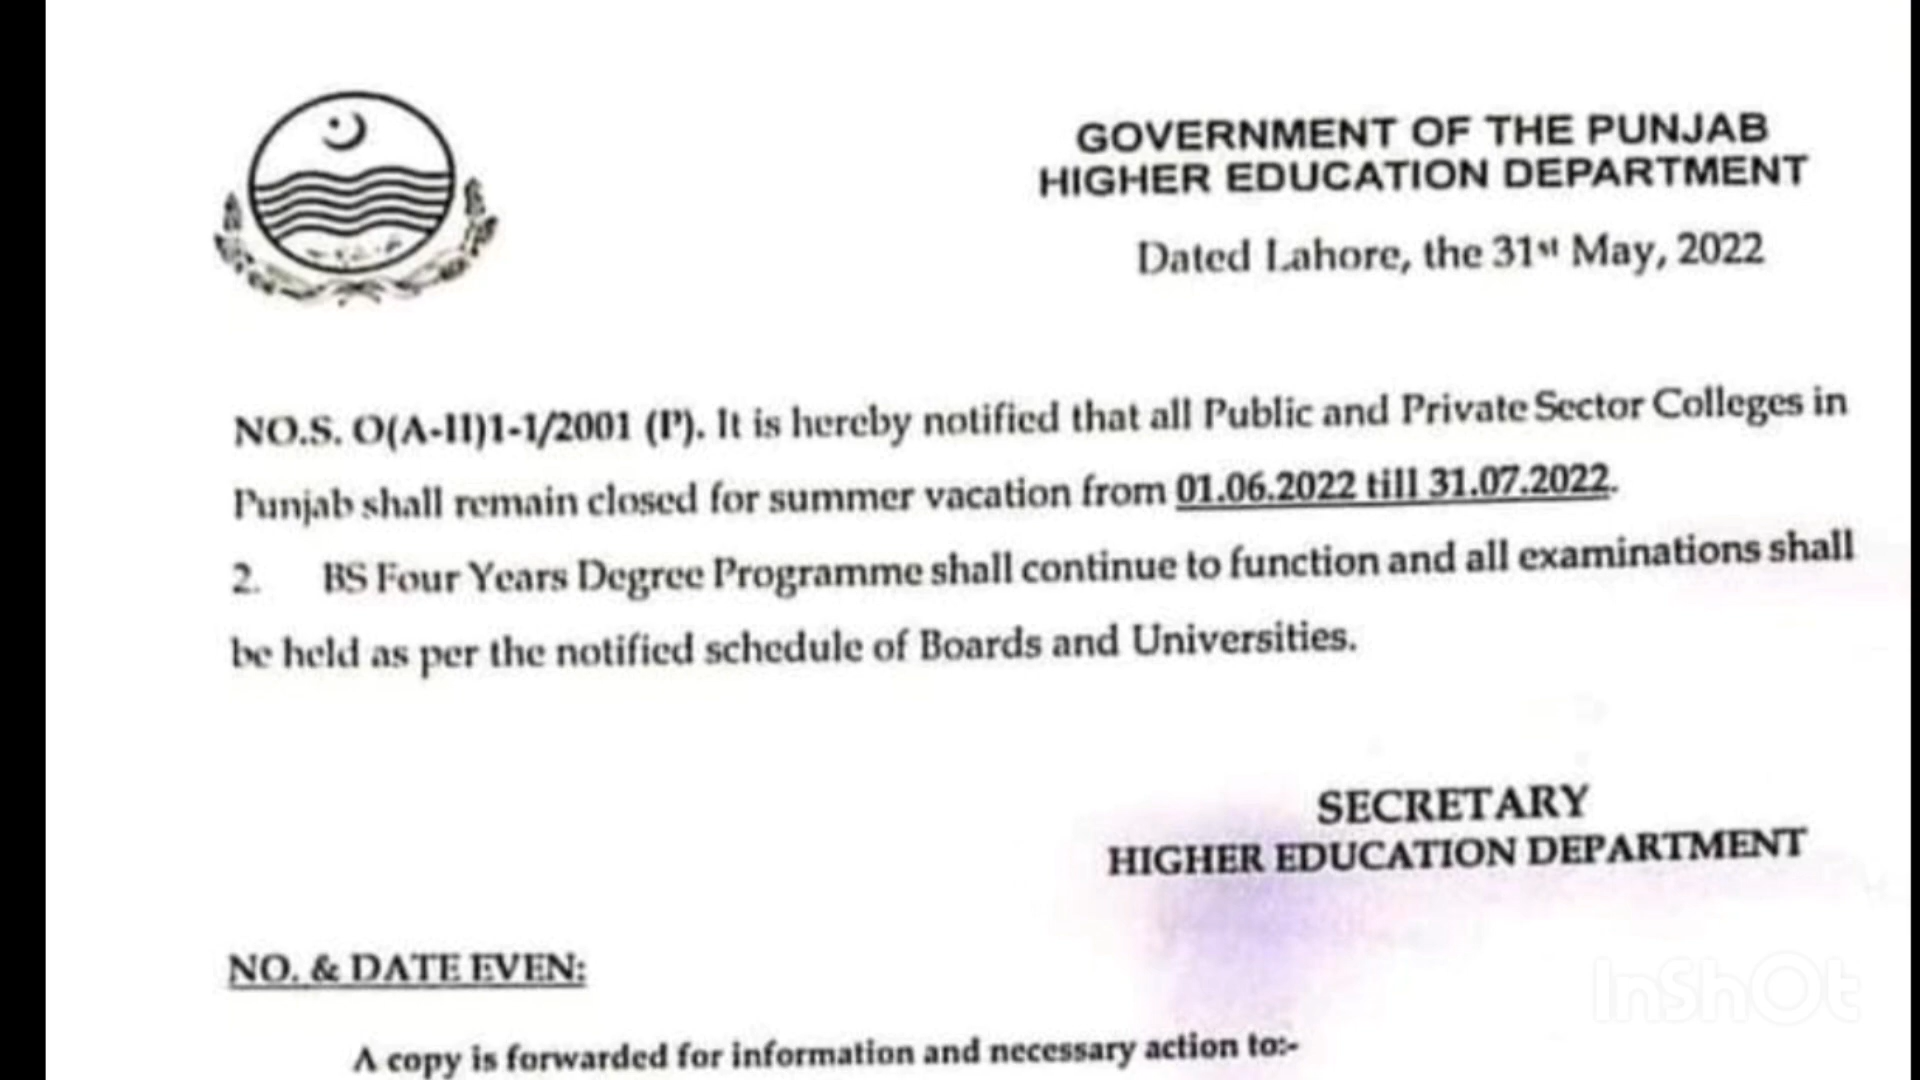 GOVERNMENT OF THE PUNJAB
HIGHER EDUCATION DEPARTMENT
Dated Lahore, the 31st May, 2022
NO.S. O(A-II)1-1/2001 (P). It is hereby notified that all Public and Private Sector Colleges in
Punjab shall remain closed for summer vacation from 01.06.2022 till 31.07.2022.
2. BS Four Years Degree Programme shall continue to function and all examinations shall
be held as per the notified schedule of Boards and Universities.
SECRETARY
HIGHER EDUCATION DEPARTMENT
NO. & DATE EVEN:
A copy is forwarded for information and necessary action to:-
InShOt